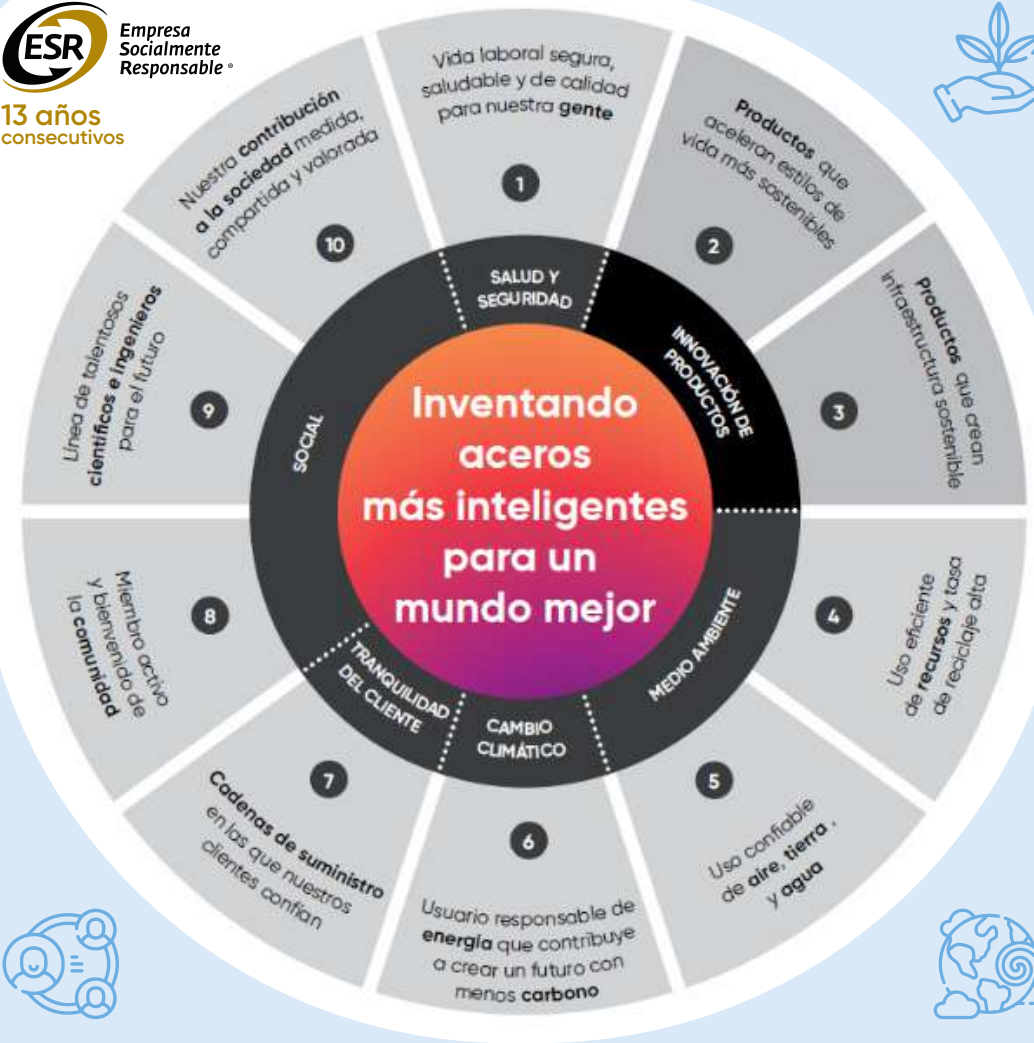 ESR
Empresa
Socialmente
Responsable ®
13 años
consecutivos
Vida laboral segura,
saludable y de calidad
para nuestra gente
1
Productos que
aceleran estilos de
vida más sostenibles
2
Productos que crean
infraestructura sostenible
3
Uso eficiente
de recursos y tasa
de reciclaje alta
4
Uso confiable
de aire, tierra ,
y agua
5
Usuario responsable de
energía que contribuye
a crear un futuro con
menos carbono
6
Cadenas de suministro
en las que nuestros
clientes confían
7
Miembro activo
y bienvenido de
la comunidad
8
Línea de talentosos
científicos e ingenieros
para el futuro
9
Nuestra contribución
a la sociedad medida,
compartida y valorada
10
SALUD Y
SEGURIDAD
INNOVACIÓN DE
PRODUCTOS
MEDIO AMBIENTE
CAMBIO
CLIMÁTICO
TRANQUILIDAD
DEL CLIENTE
SOCIAL
Inventando
aceros
más inteligentes
para un
mundo mejor